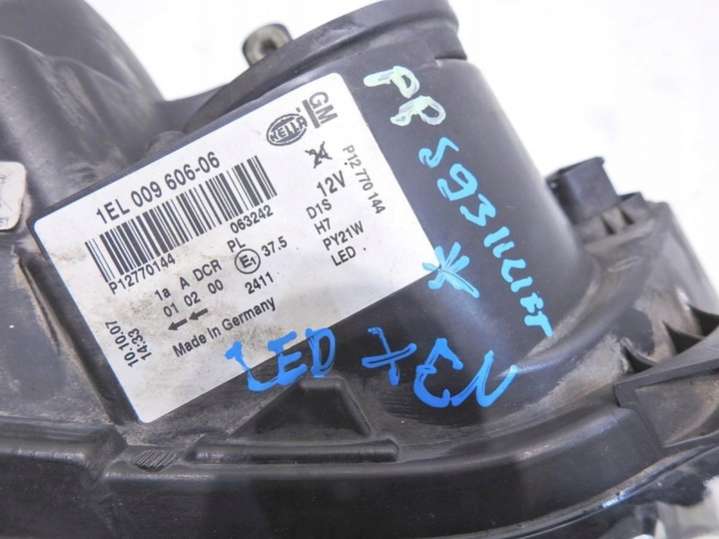 GM
HELLA
1EL 009 606-06
P12 770 144
12V
063242
P12770144
D1S
H7
PY21W
LED
1a A DCR PL
01 02 00
E1 37.5
2411
10.10.07
14:33
Made in Germany
LED XEN